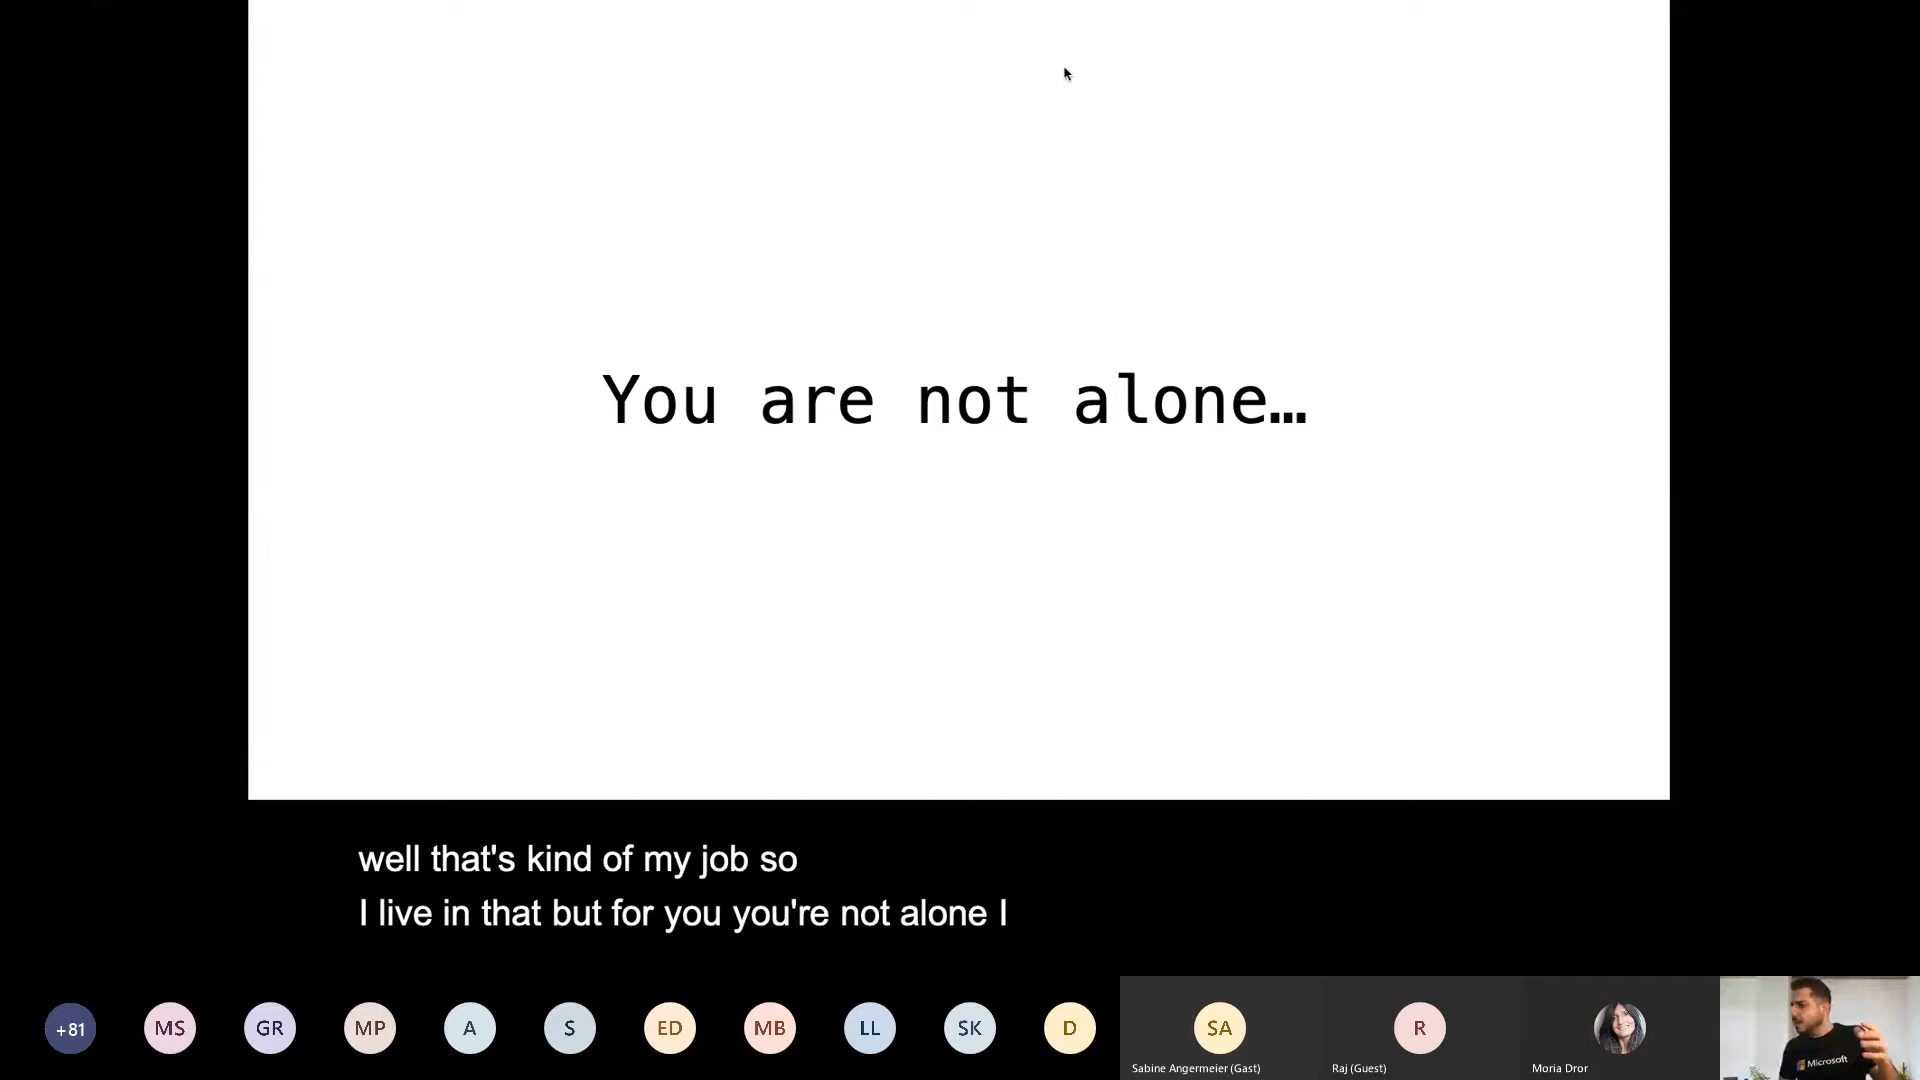 You are not alone…
well that's kind of my job so
I live in that but for you you're not alone I
+81
MS
GR
MP
A
S
ED
MB
LL
SK
D
SA
R
Sabine Angermeier (Gast)
Raj (Guest)
Moria Dror
Microsoft